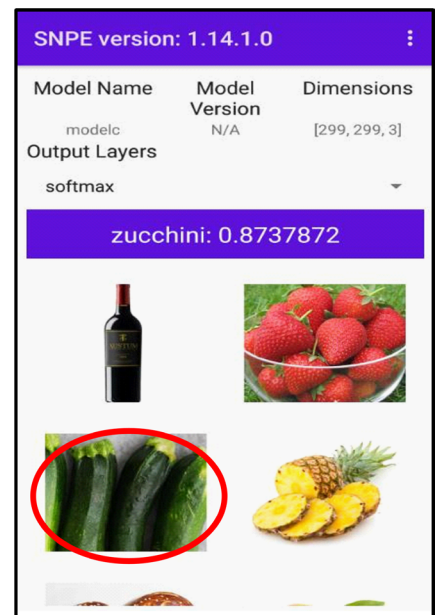 SNPE version: 1.14.1.0
Model Name Model Version Dimensions
modelc N/A [299, 299, 3]
Output Layers
softmax
zucchini: 0.8737872